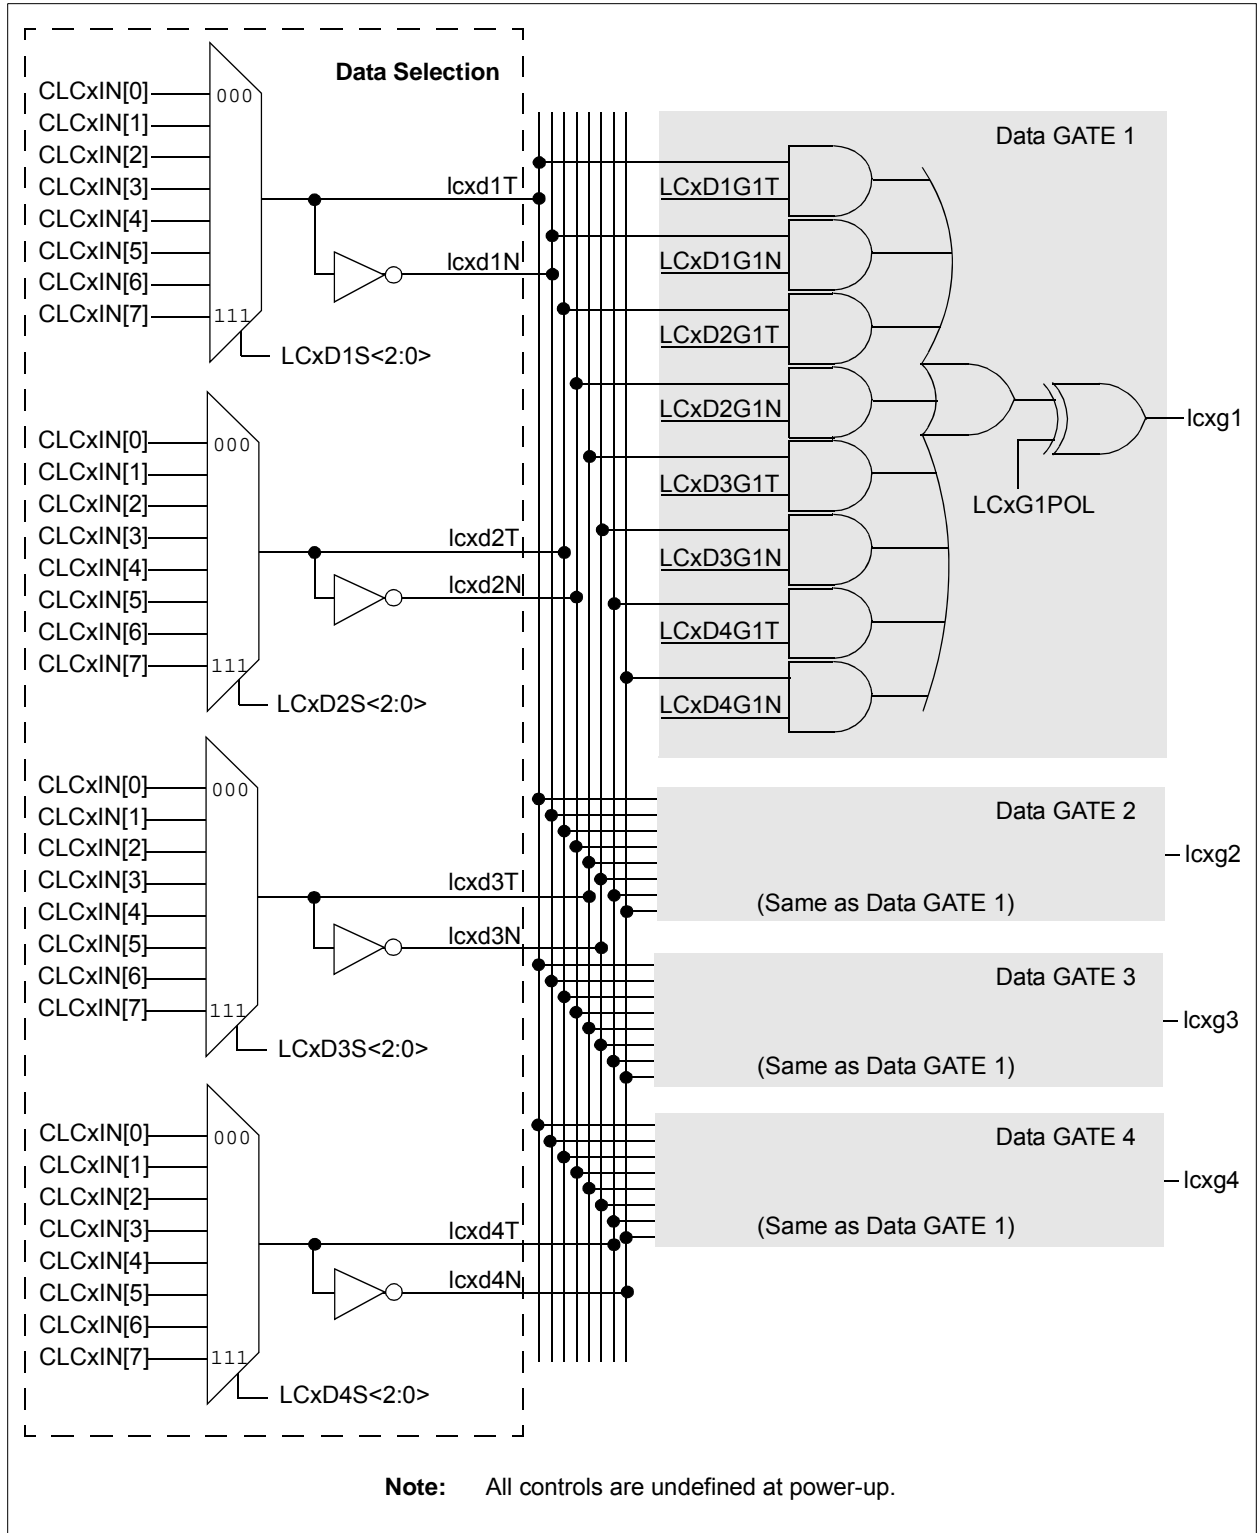 Data Selection
CLCxIN[0]
CLCxIN[1]
CLCxIN[2]
CLCxIN[3]
CLCxIN[4]
CLCxIN[5]
CLCxIN[6]
CLCxIN[7]
000
111
LCxD1S<2:0>
lcxd1T
lcxd1N
CLCxIN[0]
CLCxIN[1]
CLCxIN[2]
CLCxIN[3]
CLCxIN[4]
CLCxIN[5]
CLCxIN[6]
CLCxIN[7]
000
111
LCxD2S<2:0>
lcxd2T
lcxd2N
CLCxIN[0]
CLCxIN[1]
CLCxIN[2]
CLCxIN[3]
CLCxIN[4]
CLCxIN[5]
CLCxIN[6]
CLCxIN[7]
000
111
LCxD3S<2:0>
lcxd3T
lcxd3N
CLCxIN[0]
CLCxIN[1]
CLCxIN[2]
CLCxIN[3]
CLCxIN[4]
CLCxIN[5]
CLCxIN[6]
CLCxIN[7]
000
111
LCxD4S<2:0>
lcxd4T
lcxd4N
Data GATE 1
LCxD1G1T
LCxD1G1N
LCxD2G1T
LCxD2G1N
LCxD3G1T
LCxD3G1N
LCxD4G1T
LCxD4G1N
LCxG1POL
lcxg1
Data GATE 2
(Same as Data GATE 1)
lcxg2
Data GATE 3
(Same as Data GATE 1)
lcxg3
Data GATE 4
(Same as Data GATE 1)
lcxg4
Note: All controls are undefined at power-up.